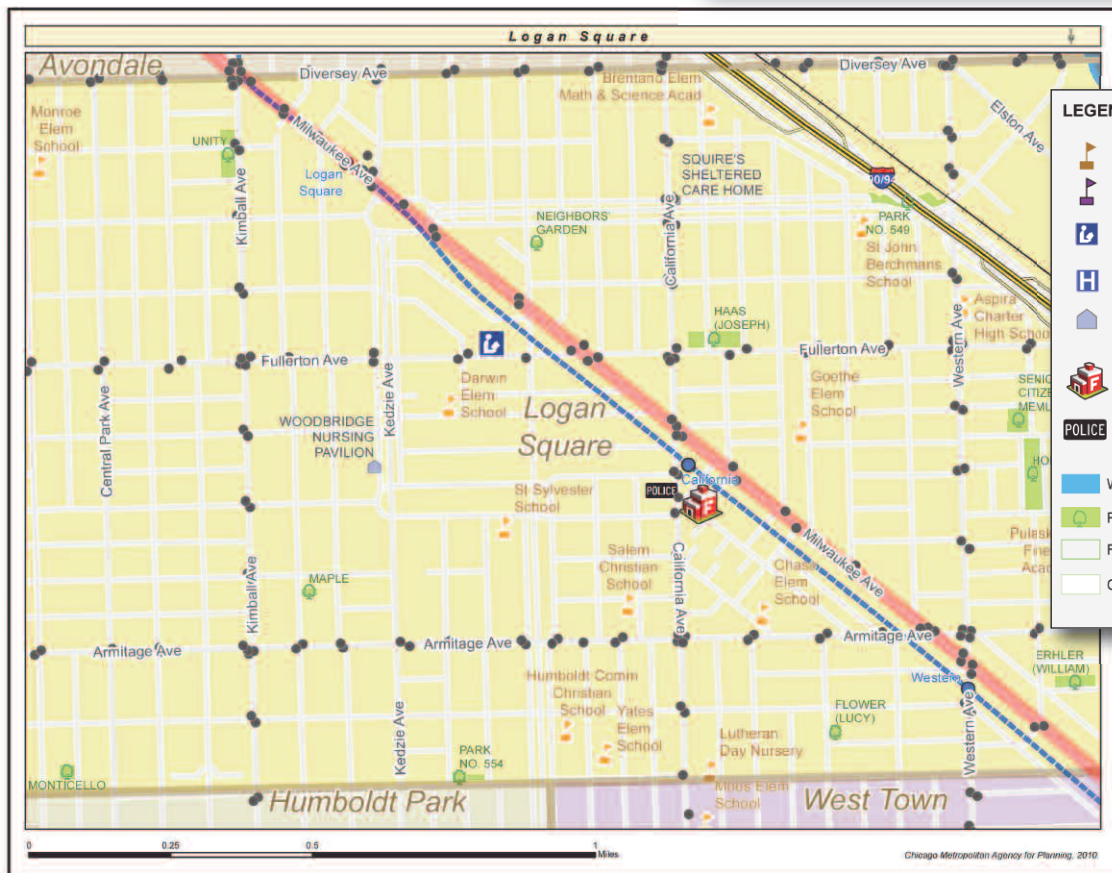 Logan Square
Avondale
Diversey Ave
Diversey Ave
Brentano Elem
Math & Science Acad
Elston Ave
LEGEN
Monroe
Elem
School
UNITY
Milwaukee Ave
Logan
Square
SQUIRE'S
SHELTERED
CARE HOME
90/94
Kimball Ave
California Ave
NEIGHBORS'
GARDEN
PARK
NO. 549
St John
Berchmans
School
H
Aspira
Charter
High School
HAAS
(JOSEPH)
Western Ave
Fullerton Ave
Fullerton Ave
Darwin
Elem
School
Goethe
Elem
School
Central Park Ave
Kedzie Ave
WOODBRIDGE
NURSING
PAVILION
Logan
Square
F
POLICE
California
POLICE
F
St Sylvester
School
W
F
F
Salem
Christian
School
California Ave
Milwaukee Ave
Chase
Elem
School
MAPLE
Kimball Ave
Armitage Ave
Armitage Ave
Armitage Ave
ERHLER
(WILLIAM)
Western
Humboldt Comm
Christian
School
Yates
Elem
School
FLOWER
(LUCY)
Lutheran
Day Nursery
Kedzie Ave
Western Ave
PARK
NO. 554
MONTICELLO
Moos Elem
School
Humboldt Park
West Town
0 0.25 0.5 1
Miles
Chicago Metropolitan Agency for Planning, 2010